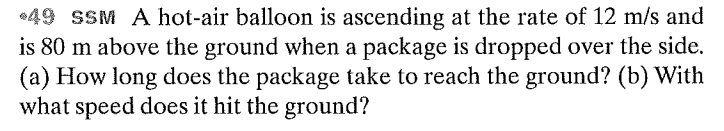 •49 SSM A hot-air balloon is ascending at the rate of 12 m/s and
is 80 m above the ground when a package is dropped over the side.
(a) How long does the package take to reach the ground? (b) With
what speed does it hit the ground?